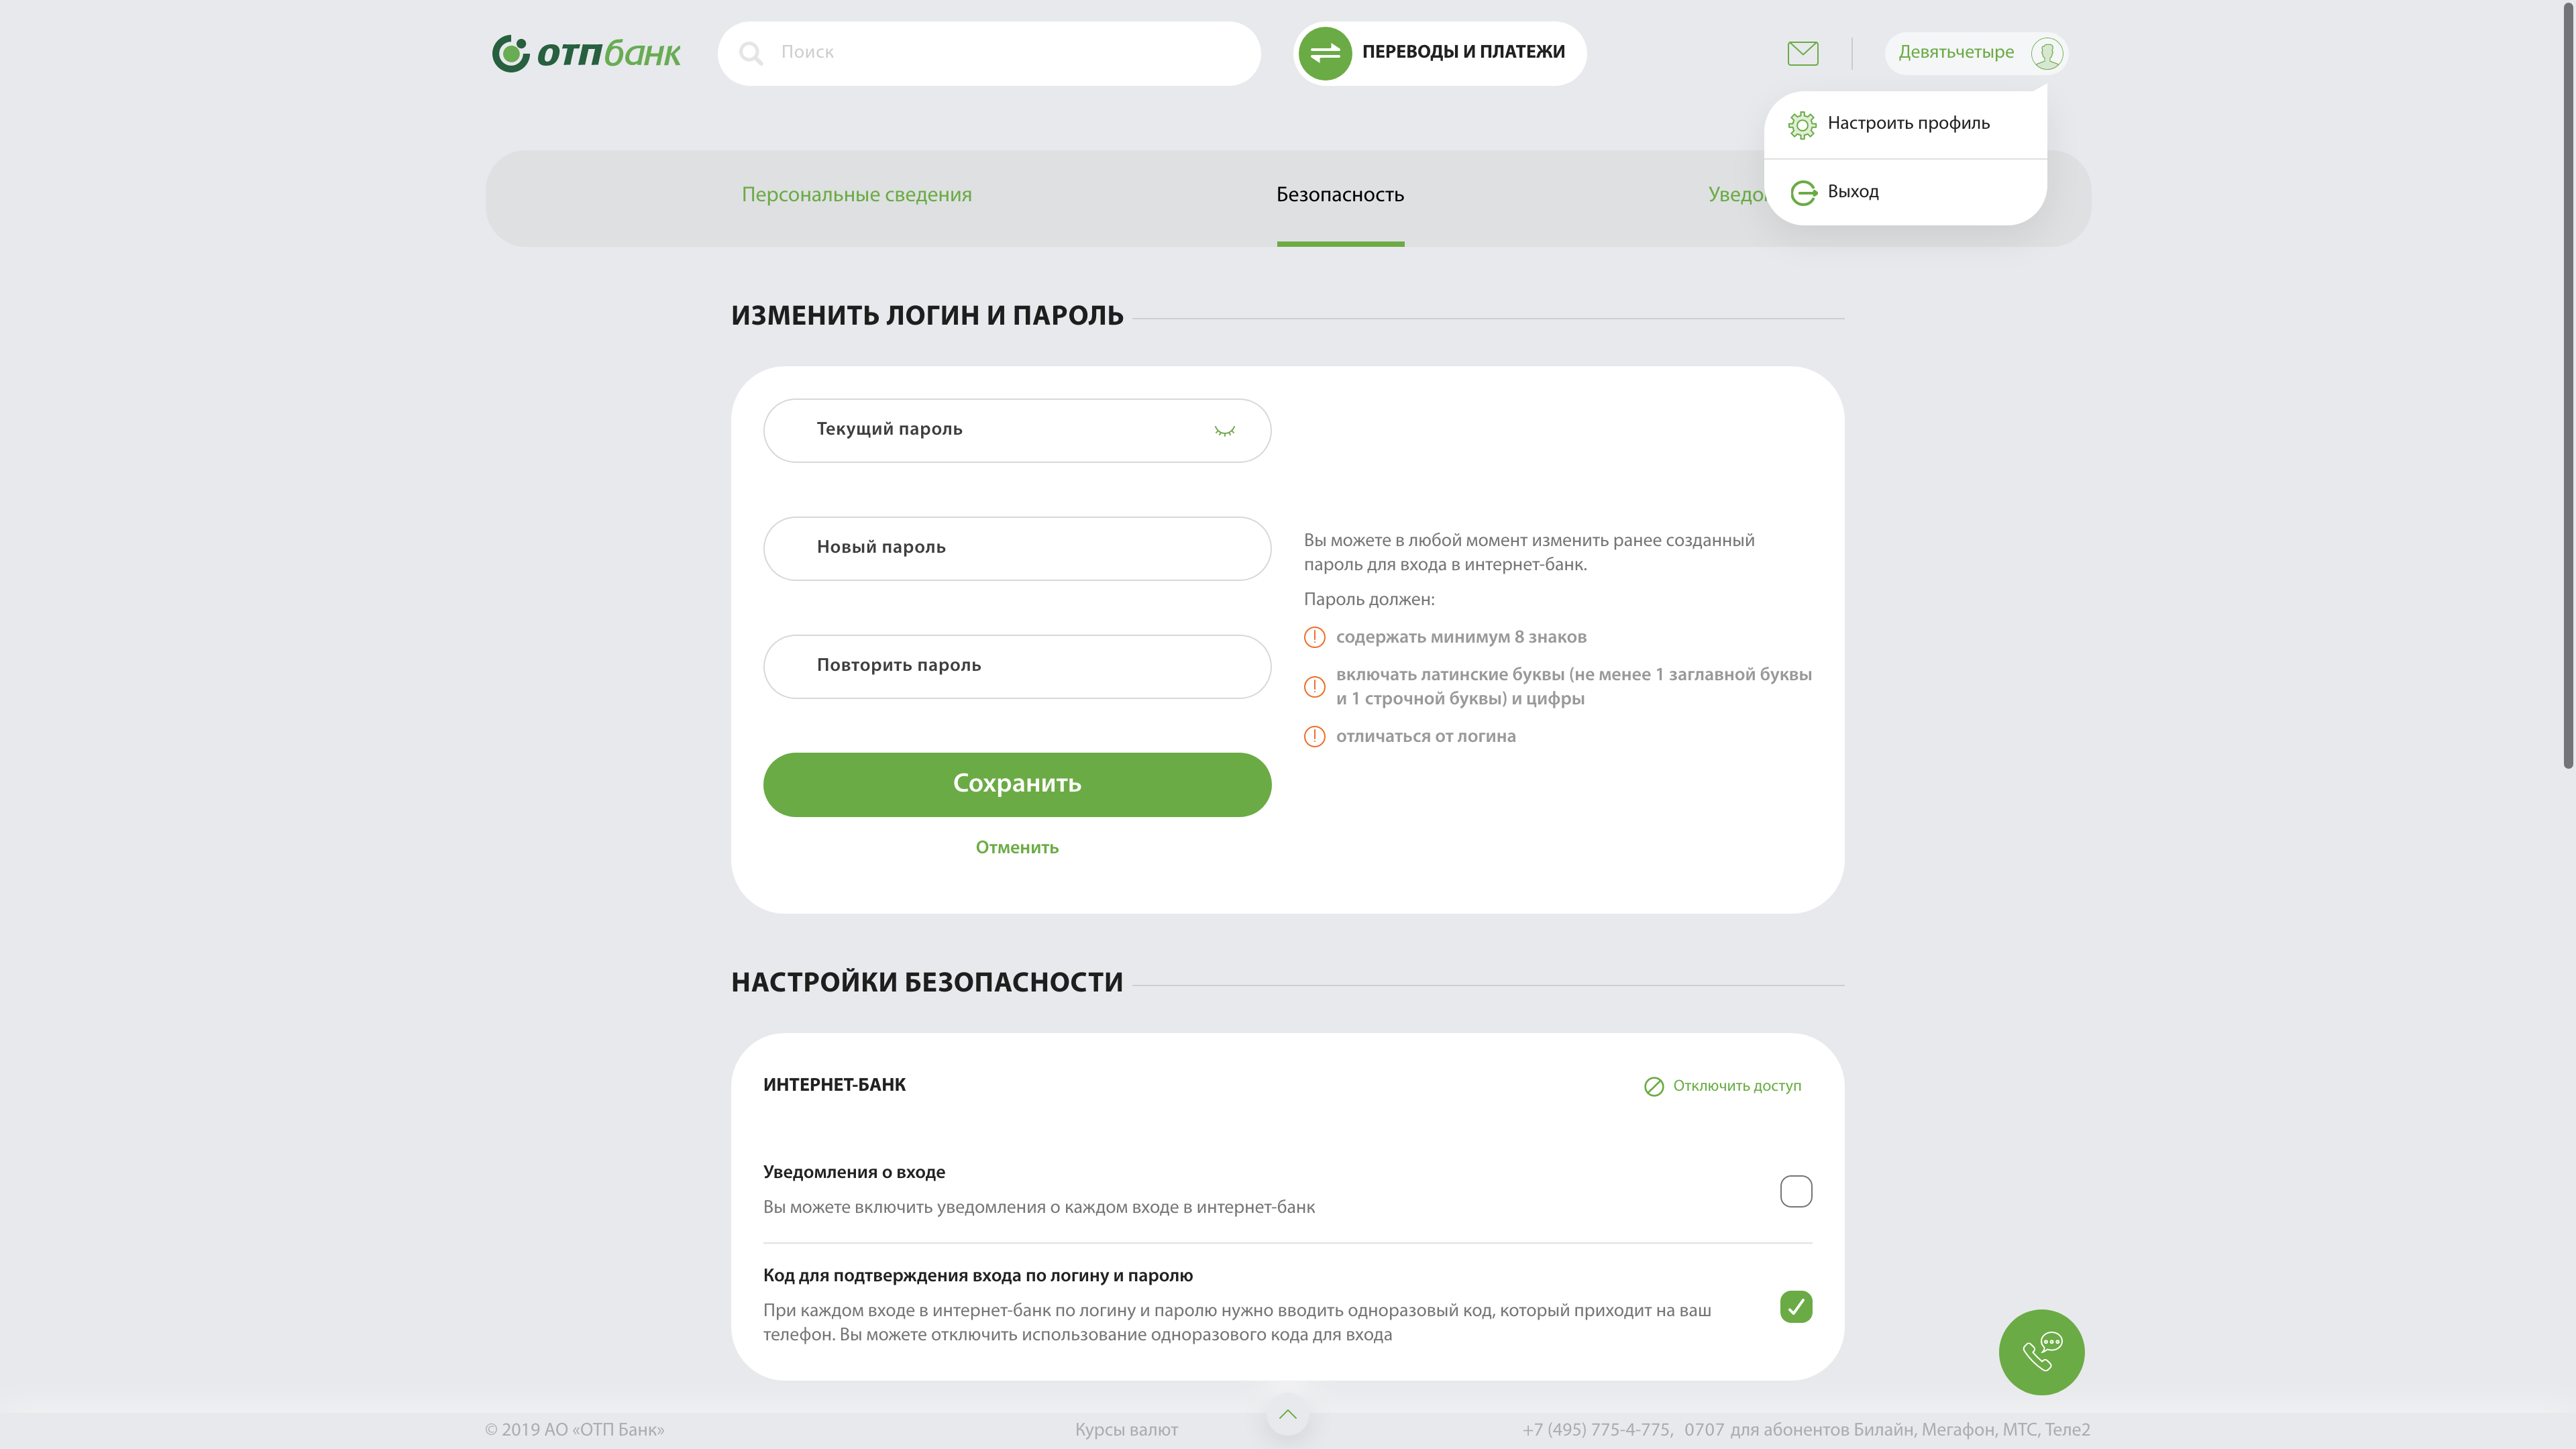 отпбанк
Поиск
ПЕРЕВОДЫ И ПЛАТЕЖИ
Девятьчетыре
Настроить профиль
Выход
Персональные сведения
Безопасность
Уведо
ИЗМЕНИТЬ ЛОГИН И ПАРОЛЬ
Текущий пароль
Новый пароль
Повторить пароль
Сохранить
Отменить
Вы можете в любой момент изменить ранее созданный
пароль для входа в интернет-банк.
Пароль должен:
содержать минимум 8 знаков
включать латинские буквы (не менее 1 заглавной буквы
и 1 строчной буквы) и цифры
отличаться от логина
НАСТРОЙКИ БЕЗОПАСНОСТИ
ИНТЕРНЕТ-БАНК
Отключить доступ
Уведомления о входе
Вы можете включить уведомления о каждом входе в интернет-банк
Код для подтверждения входа по логину и паролю
При каждом входе в интернет-банк по логину и паролю нужно вводить одноразовый код, который приходит на ваш
телефон. Вы можете отключить использование одноразового кода для входа
© 2019 АО «ОТП Банк»
Курсы валют
+7 (495) 775-4-775, 0707 для абонентов Билайн, Мегафон, МТС, Теле2